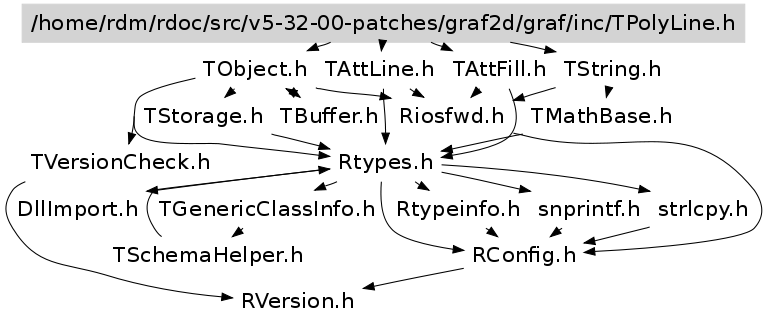 /home/rdm/rdoc/src/v5-32-00-patches/graf2d/graf/inc/TPolyLine.h
TObject.h TAttLine.h TAttFill.h TString.h
TStorage.h TBuffer.h Riosfwd.h TMathBase.h
TVersionCheck.h Rtypes.h
DllImport.h TGenericClassInfo.h Rtypeinfo.h snprintf.h strlcpy.h
TSchemaHelper.h RConfig.h
RVersion.h